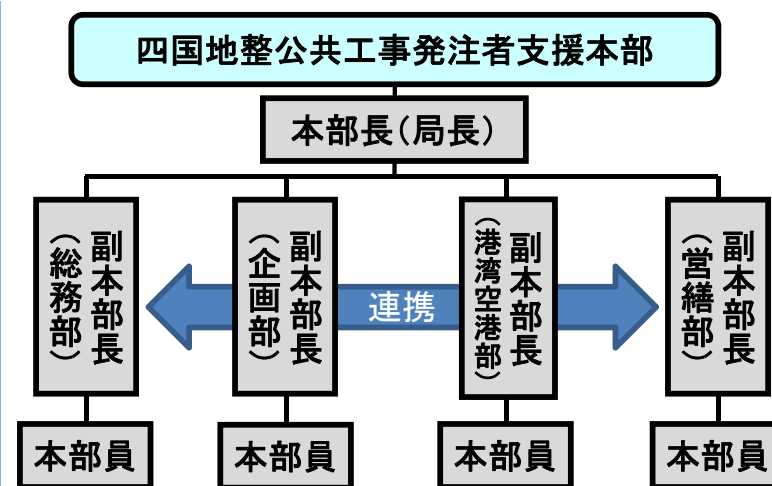 四国地整公共工事発注者支援本部
本部長(局長)
副本部長
(総務部)
副本部長
(企画部)
副本部長
(港湾空港部)
副本部長
(営繕部)
連携
本部員
本部員
本部員
本部員